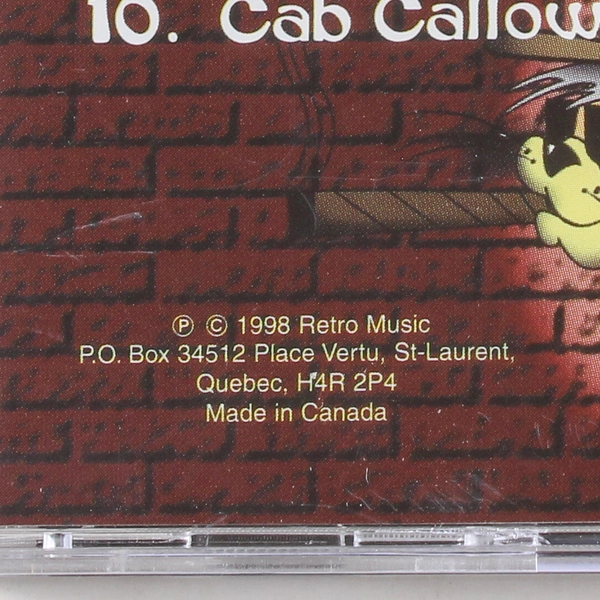 10. Cab Callow
℗ © 1998 Retro Music
P.O. Box 34512 Place Vertu, St-Laurent,
Quebec, H4R 2P4
Made in Canada